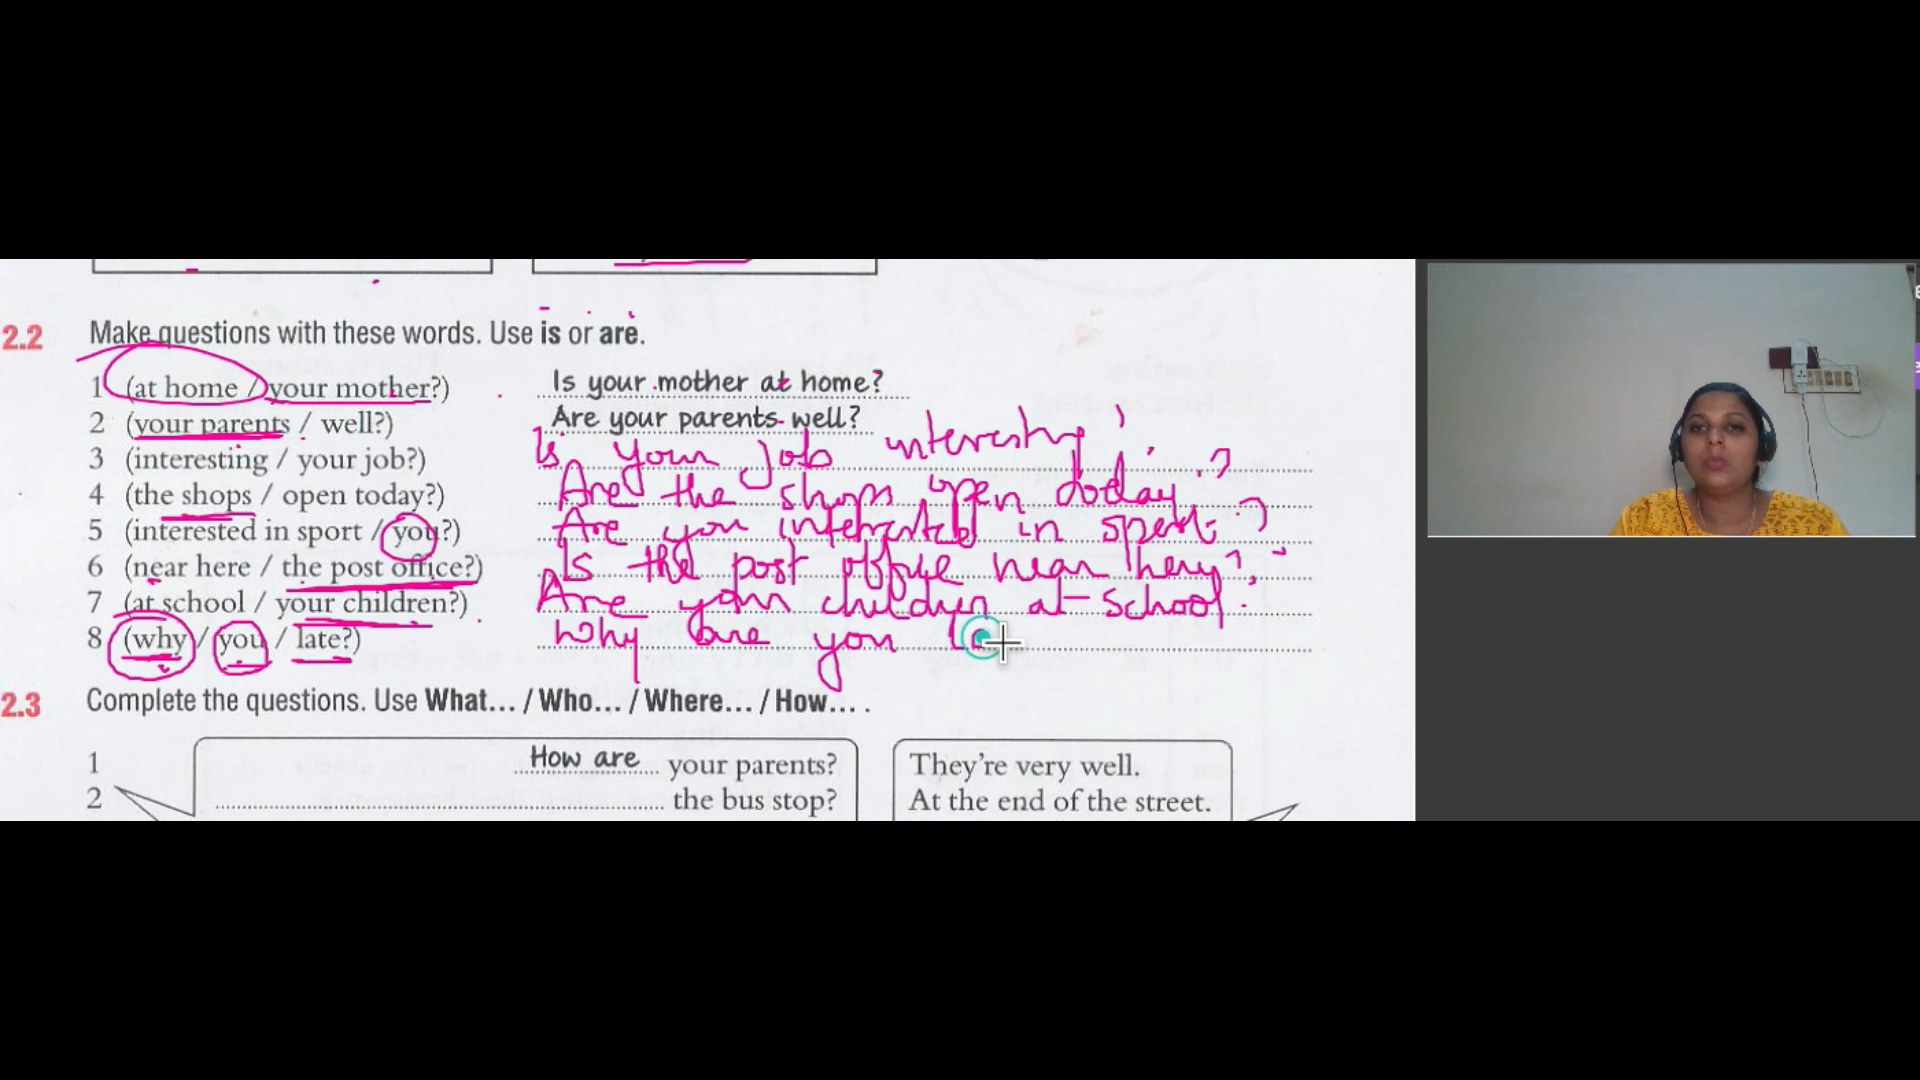 2.2 Make questions with these words. Use is or are.
1 (at home / your mother?) Is your mother at home?
2 (your parents / well?) Are your parents well?
3 (interesting / your job?) Is your job interesting?
4 (the shops / open today?) Are the shops open today?
5 (interested in sport / you?) Are you interested in sport?
6 (near here / the post office?) Is the post office near here?
7 (at school / your children?) Are your children at school?
8 (why / you / late?) Why are you
2.3 Complete the questions. Use What... / Who... / Where... / How... .
1 How are your parents? They're very well.
2 the bus stop? At the end of the street.